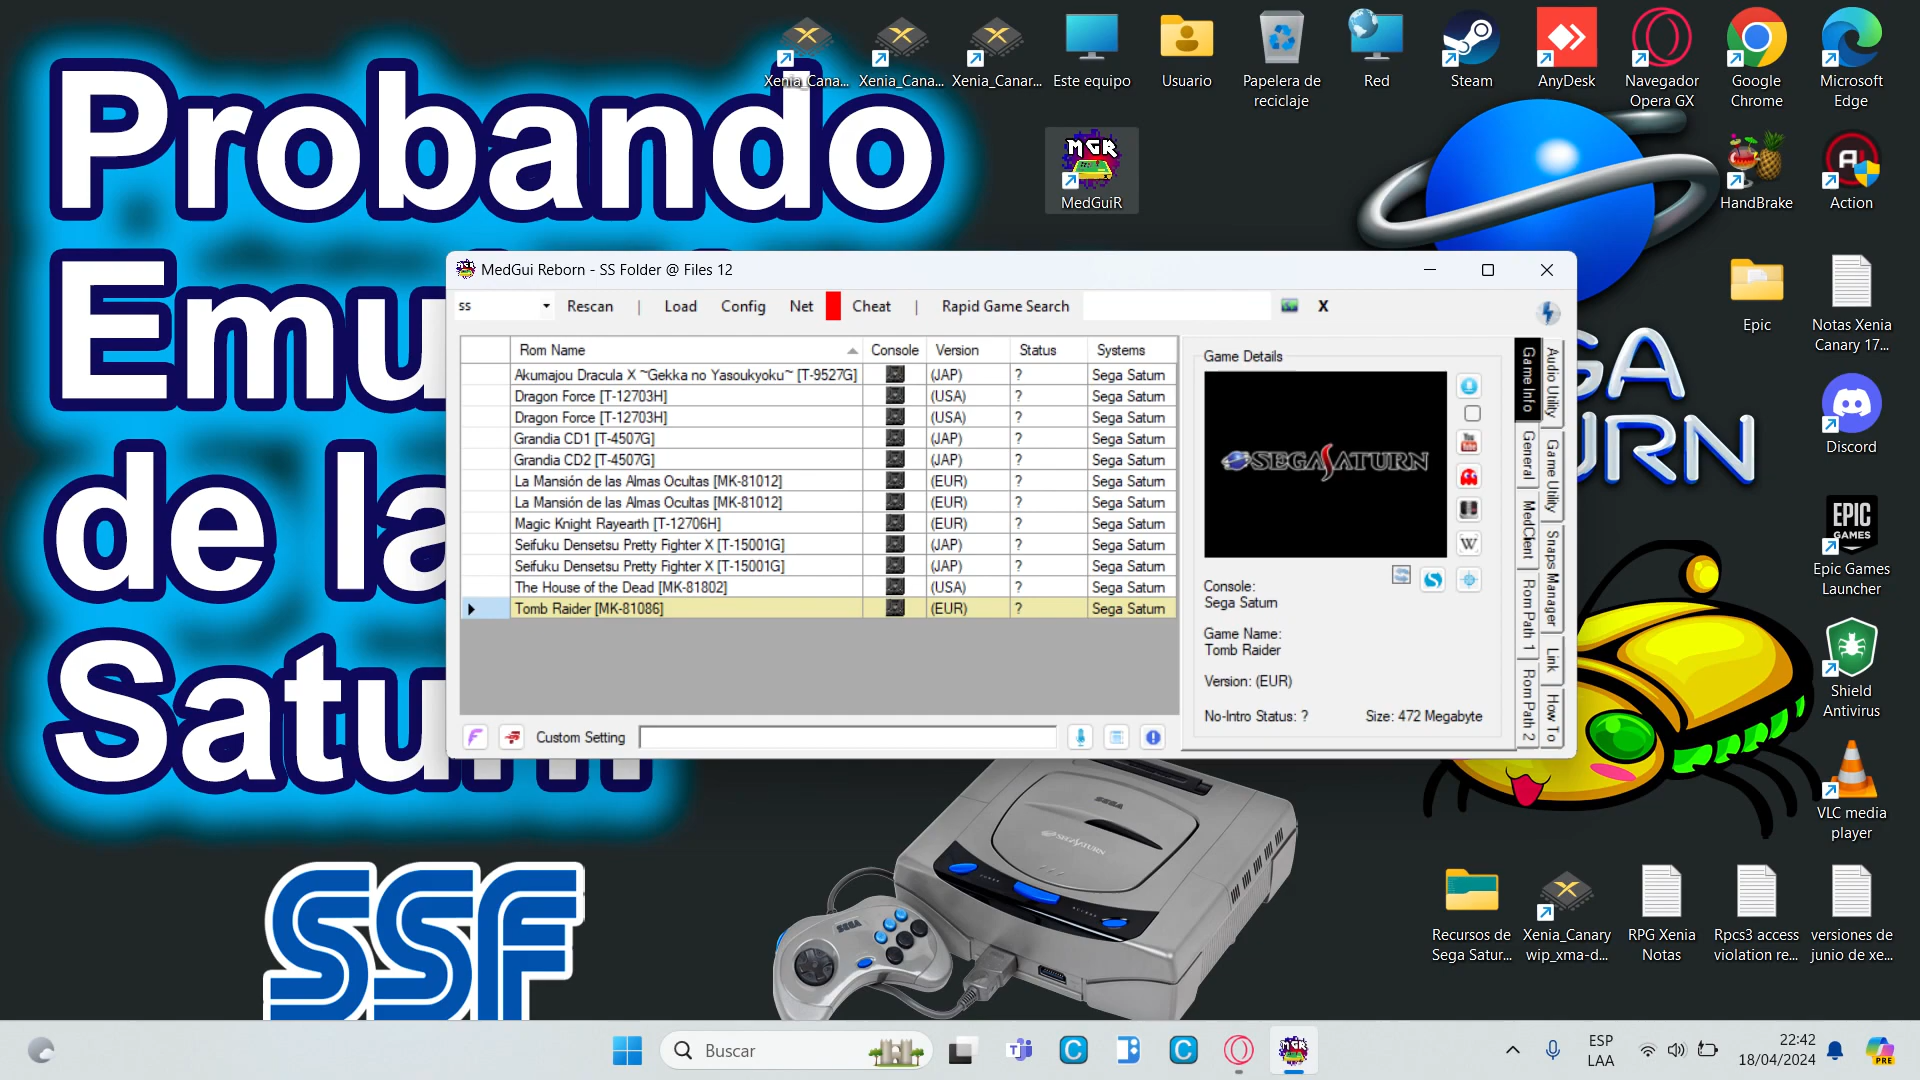 Probando
Emu
de la
Saturn
SSF
Xenia_Cana...
Xenia_Cana...
Xenia_Canar...
Este equipo
Usuario
Papelera de
reciclaje
Red
Steam
AnyDesk
Navegador
Opera GX
Google
Chrome
Microsoft
Edge
MGR
MedGuiR
HandBrake
Action
Epic
Notas Xenia
Canary 17...
Discord
EPIC
GAMES
Epic Games
Launcher
Shield
Antivirus
VLC media
player
Recursos de
Sega Satur...
Xenia_Canary
wip_xma-d...
RPG Xenia
Notas
Rpcs3 access
violation re...
versiones de
junio de xe...
GA
URN
MedGui Reborn - SS Folder @ Files 12
ss
Rescan | Load Config Net Cheat | Rapid Game Search X
Rom Name Console Version Status Systems
Akumajou Dracula X ~Gekka no Yasoukyoku~ [T-9527G] (JAP) ? Sega Saturn
Dragon Force [T-12703H] (USA) ? Sega Saturn
Dragon Force [T-12703H] (USA) ? Sega Saturn
Grandia CD1 [T-4507G] (JAP) ? Sega Saturn
Grandia CD2 [T-4507G] (JAP) ? Sega Saturn
La Mansión de las Almas Ocultas [MK-81012] (EUR) ? Sega Saturn
La Mansión de las Almas Ocultas [MK-81012] (EUR) ? Sega Saturn
Magic Knight Rayearth [T-12706H] (EUR) ? Sega Saturn
Seifuku Densetsu Pretty Fighter X [T-15001G] (JAP) ? Sega Saturn
Seifuku Densetsu Pretty Fighter X [T-15001G] (JAP) ? Sega Saturn
The House of the Dead [MK-81802] (USA) ? Sega Saturn
Tomb Raider [MK-81086] (EUR) ? Sega Saturn
Custom Setting
Game Details
SEGA SATURN
You
Tube
W
Console:
Sega Saturn
Game Name:
Tomb Raider
Version: (EUR)
No-Intro Status: ?
Size: 472 Megabyte
Game Info
General
MedClient
Rom Path 1
Rom Path 2
Audio Utility
Game Utility
Snaps Manager
Link
How To
SEGA
SEGA SATURN
SEGA
Buscar
ESP
LAA
22:42
18/04/2024
PRE